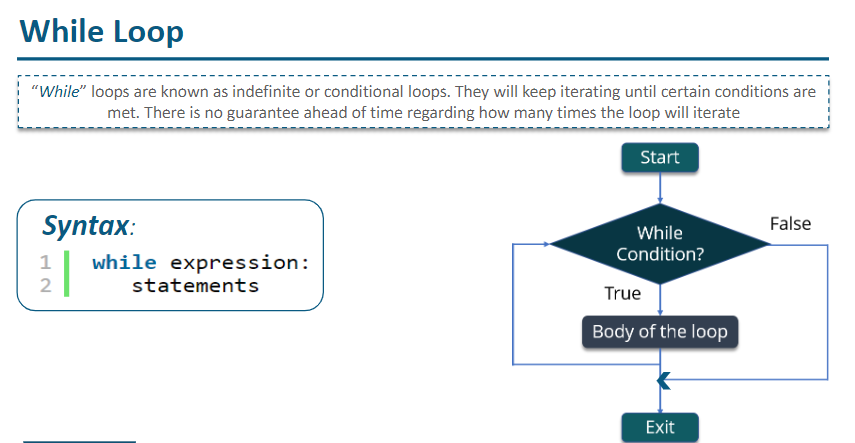 While Loop
“While” loops are known as indefinite or conditional loops. They will keep iterating until certain conditions are
met. There is no guarantee ahead of time regarding how many times the loop will iterate
Start
Syntax:
1 while expression:
2 statements
While
Condition?
False
True
Body of the loop
Exit